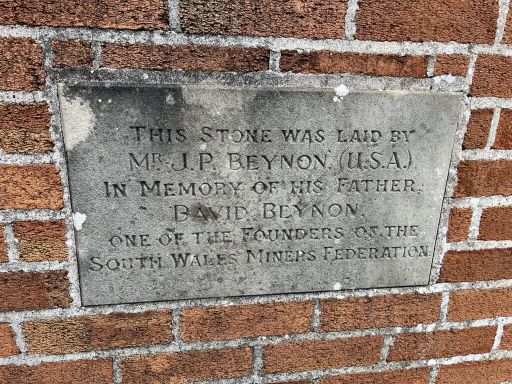 THIS STONE WAS LAID BY
MR. J.P. BEYNON. (U.S.A.)
IN MEMORY OF HIS FATHER.
DAVID BEYNON.
ONE OF THE FOUNDERS OF THE
SOUTH WALES MINERS FEDERATION